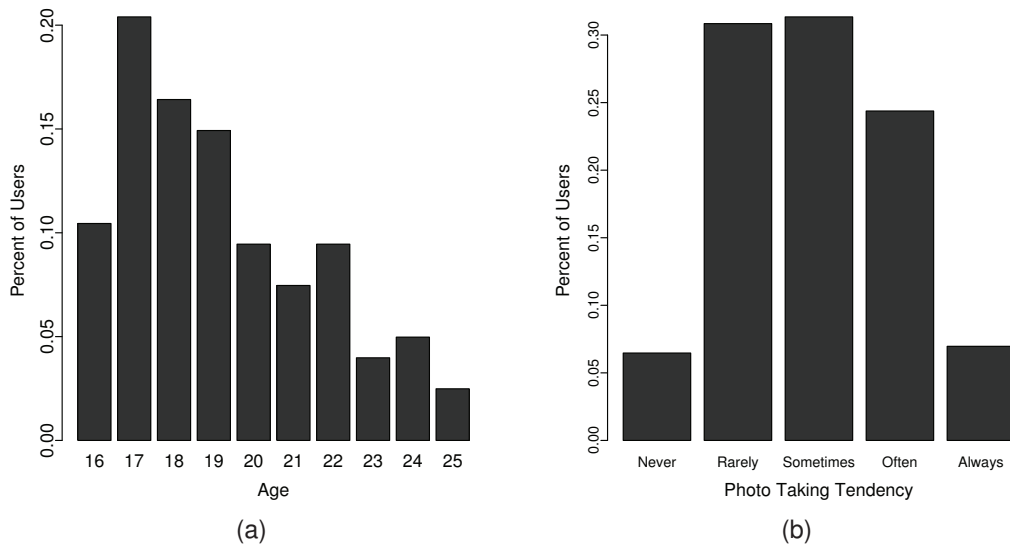 Percent of Users
0.20
0.15
0.10
0.05
0.00
16 17 18 19 20 21 22 23 24 25
Age
(a)
Percent of Users
0.30
0.25
0.20
0.15
0.10
0.05
0.00
Never Rarely Sometimes Often Always
Photo Taking Tendency
(b)